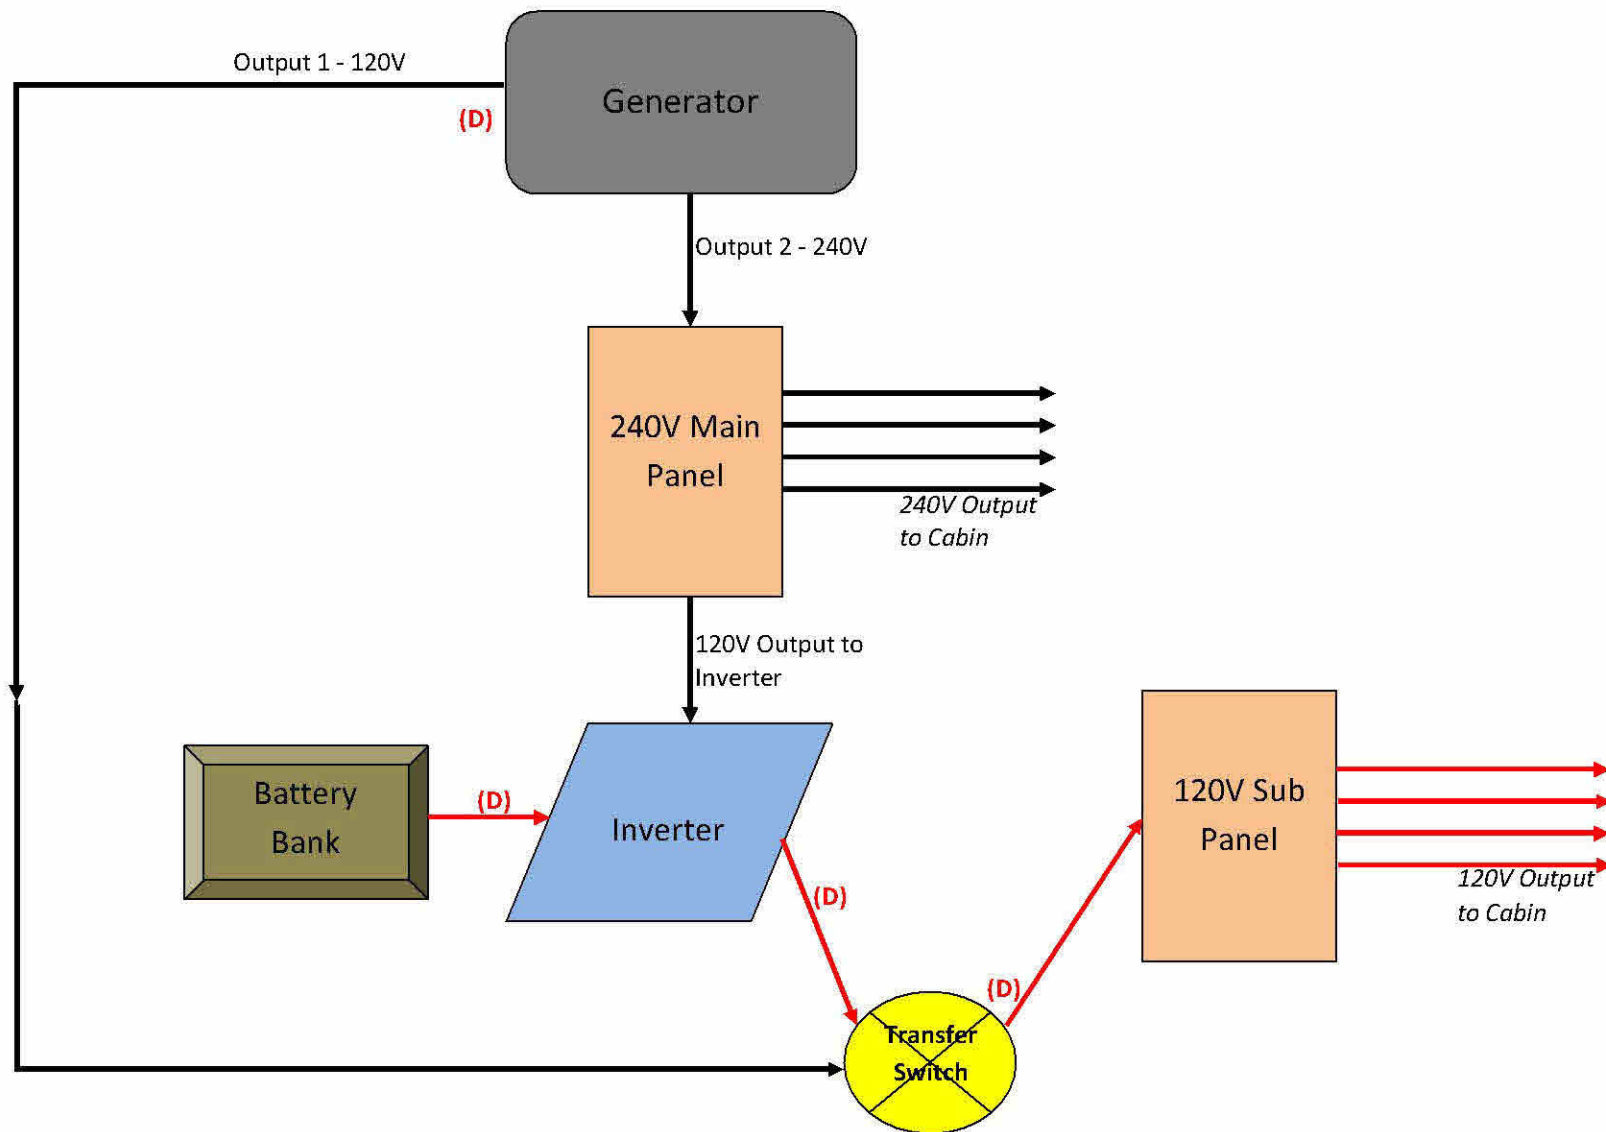 Output 1 - 120V
(D)
Generator
Output 2 - 240V
240V Main
Panel
240V Output
to Cabin
120V Output to
Inverter
Battery
Bank
(D)
Inverter
(D)
120V Sub
Panel
120V Output
to Cabin
(D)
Transfer
Switch